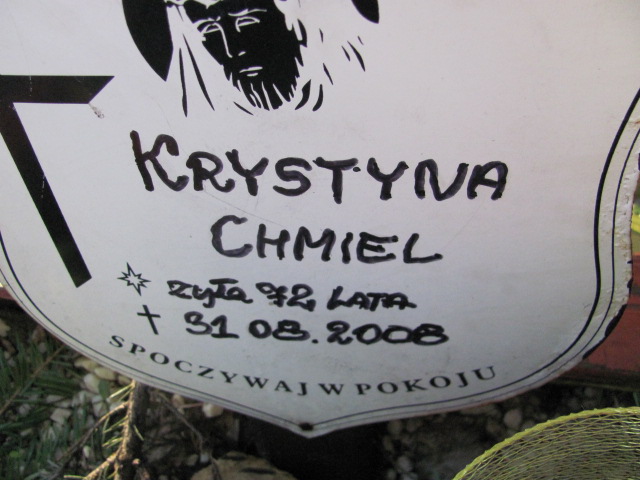 KRYSTYNA
CHMIEL
żyła 72 LATA
31 08.2008
SPOCZYWAJ W POKOJU